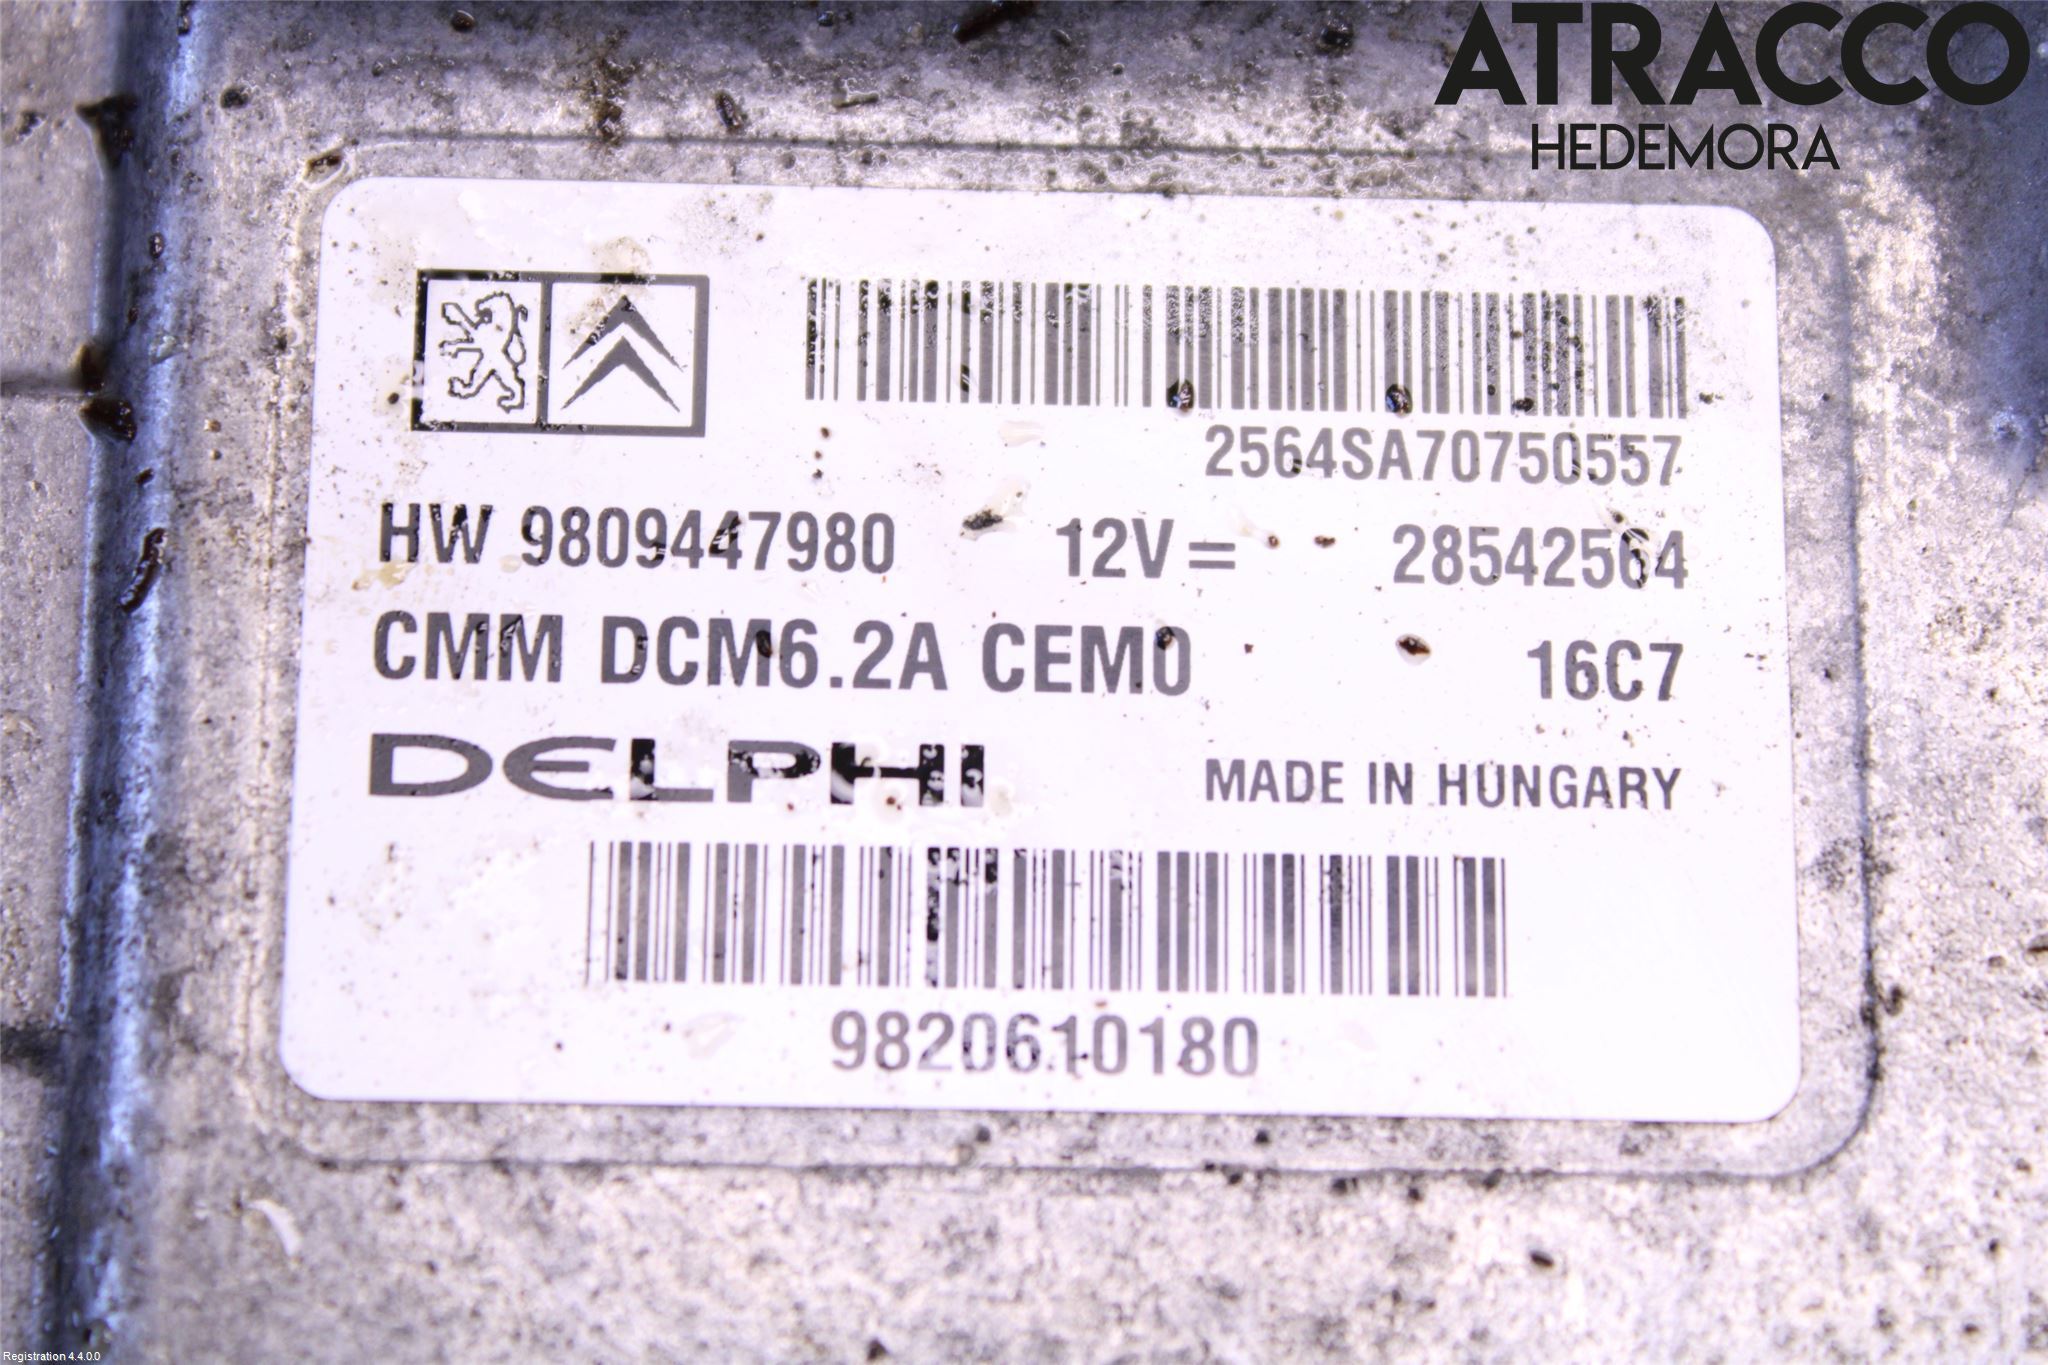 ATRACCO
HEDEMORA
2564SA70750557
HW 9809447980 12V = 28542564
CMM DCM6.2A CEM0 16C7
DELPHI MADE IN HUNGARY
9820610180
Registration 4.4.0.0